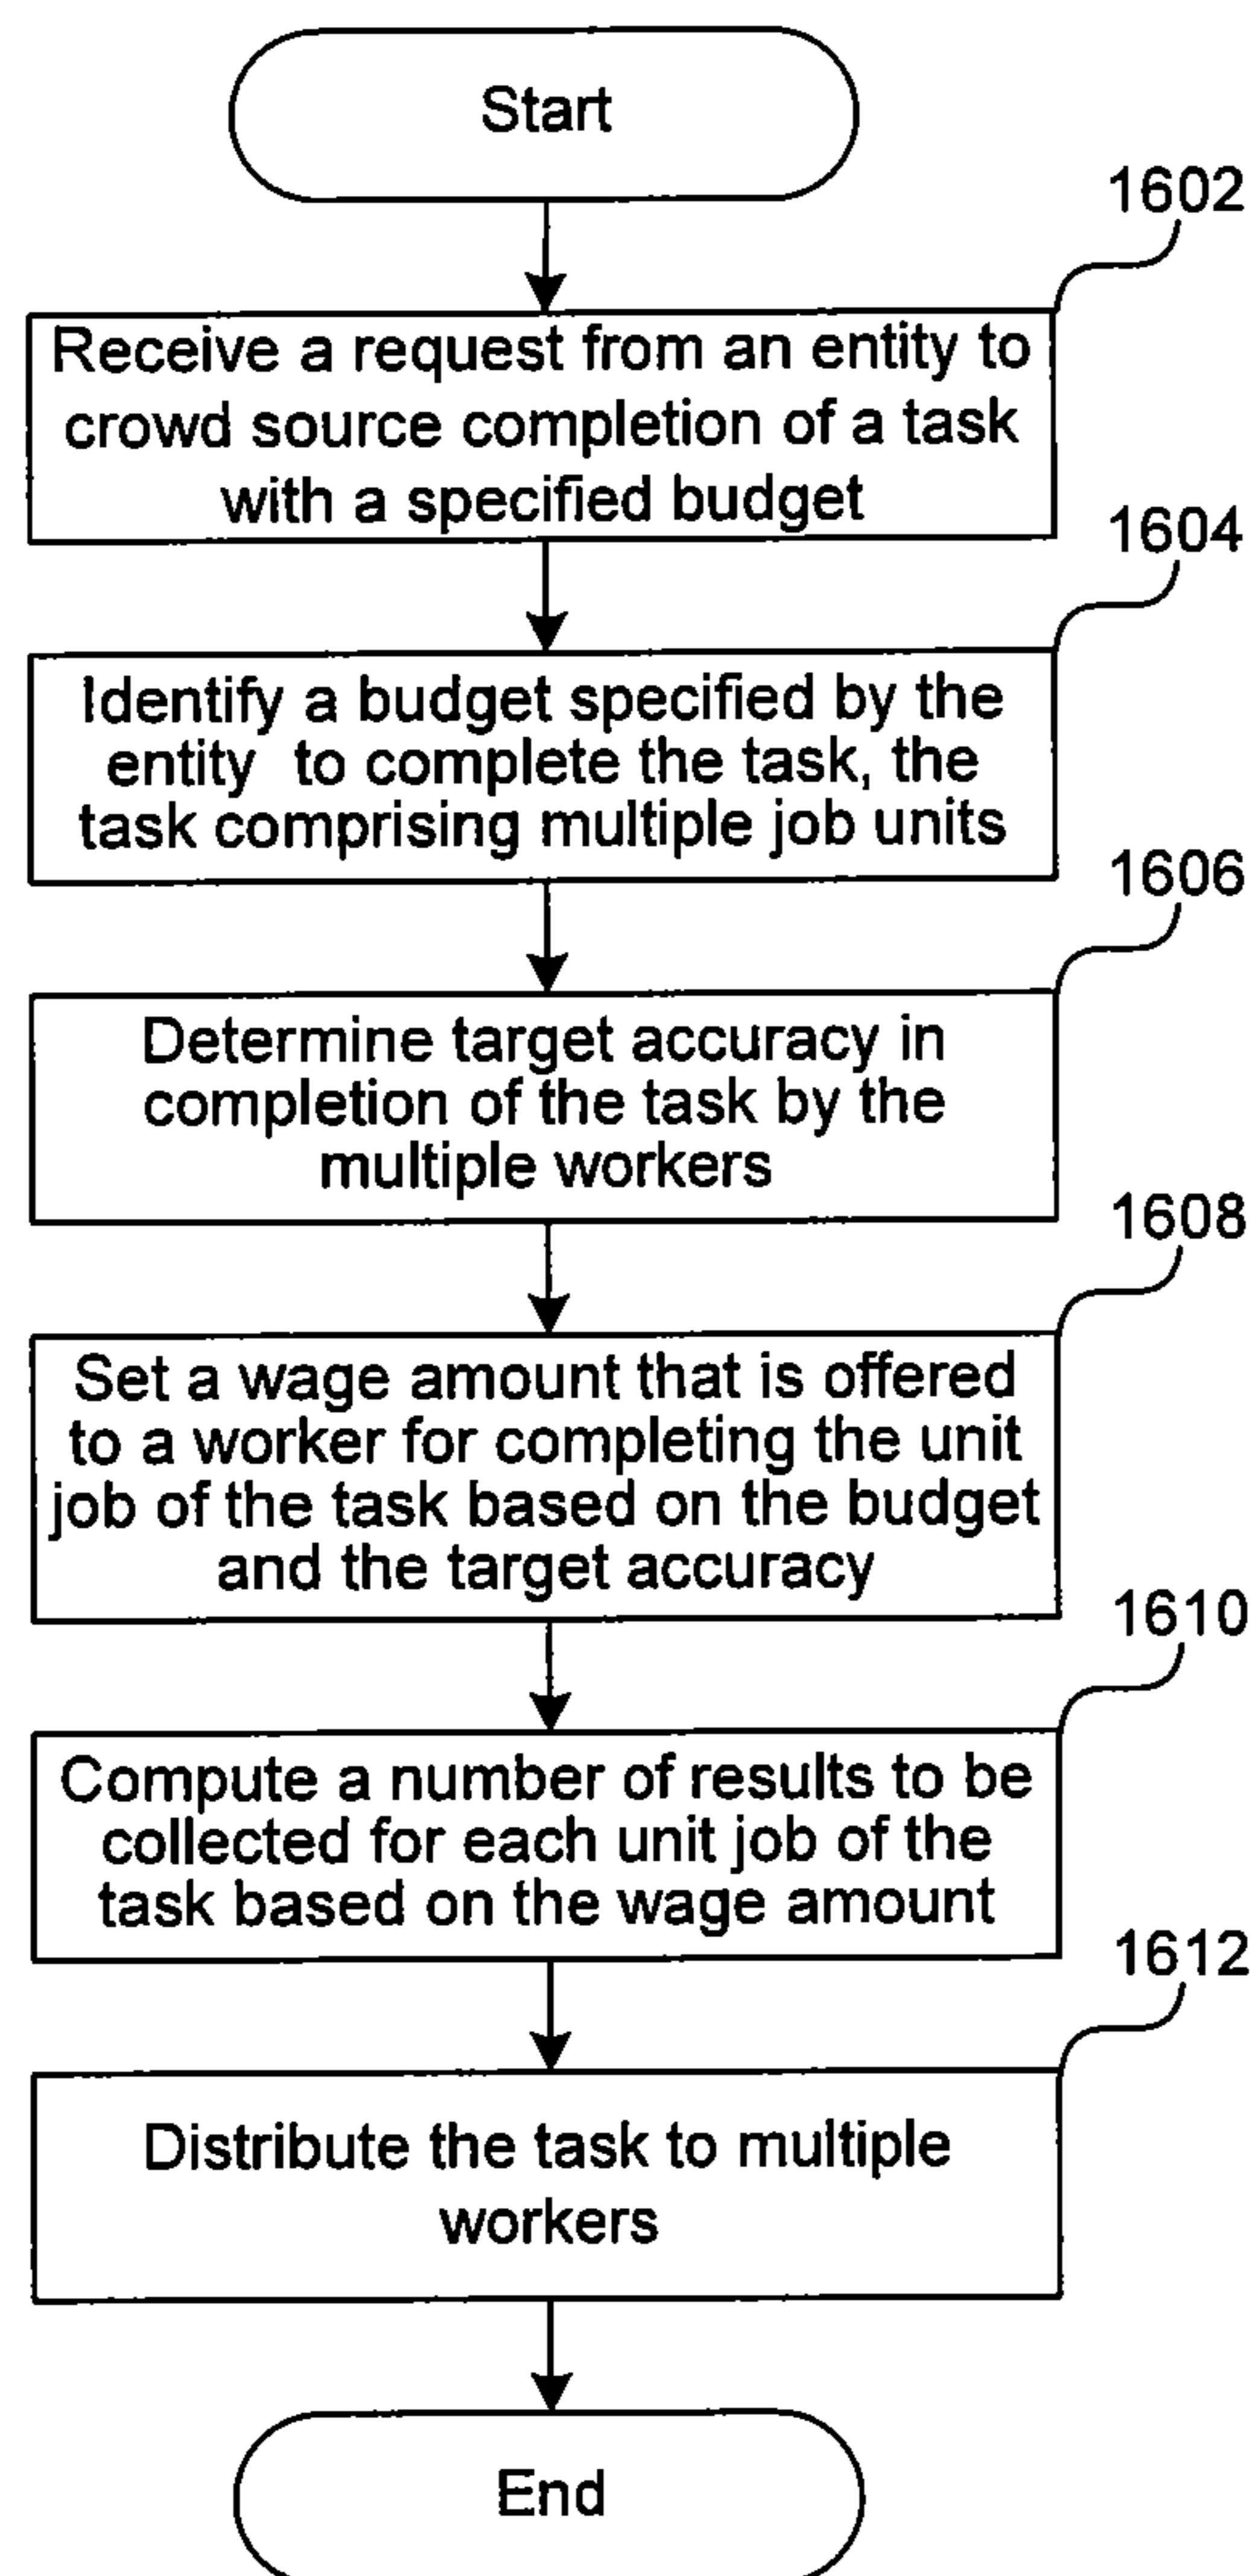 Start
1602
Receive a request from an entity to
crowd source completion of a task
with a specified budget
1604
Identify a budget specified by the
entity to complete the task, the
task comprising multiple job units
1606
Determine target accuracy in
completion of the task by the
multiple workers
1608
Set a wage amount that is offered
to a worker for completing the unit
job of the task based on the budget
and the target accuracy
1610
Compute a number of results to be
collected for each unit job of the
task based on the wage amount
1612
Distribute the task to multiple
workers
End